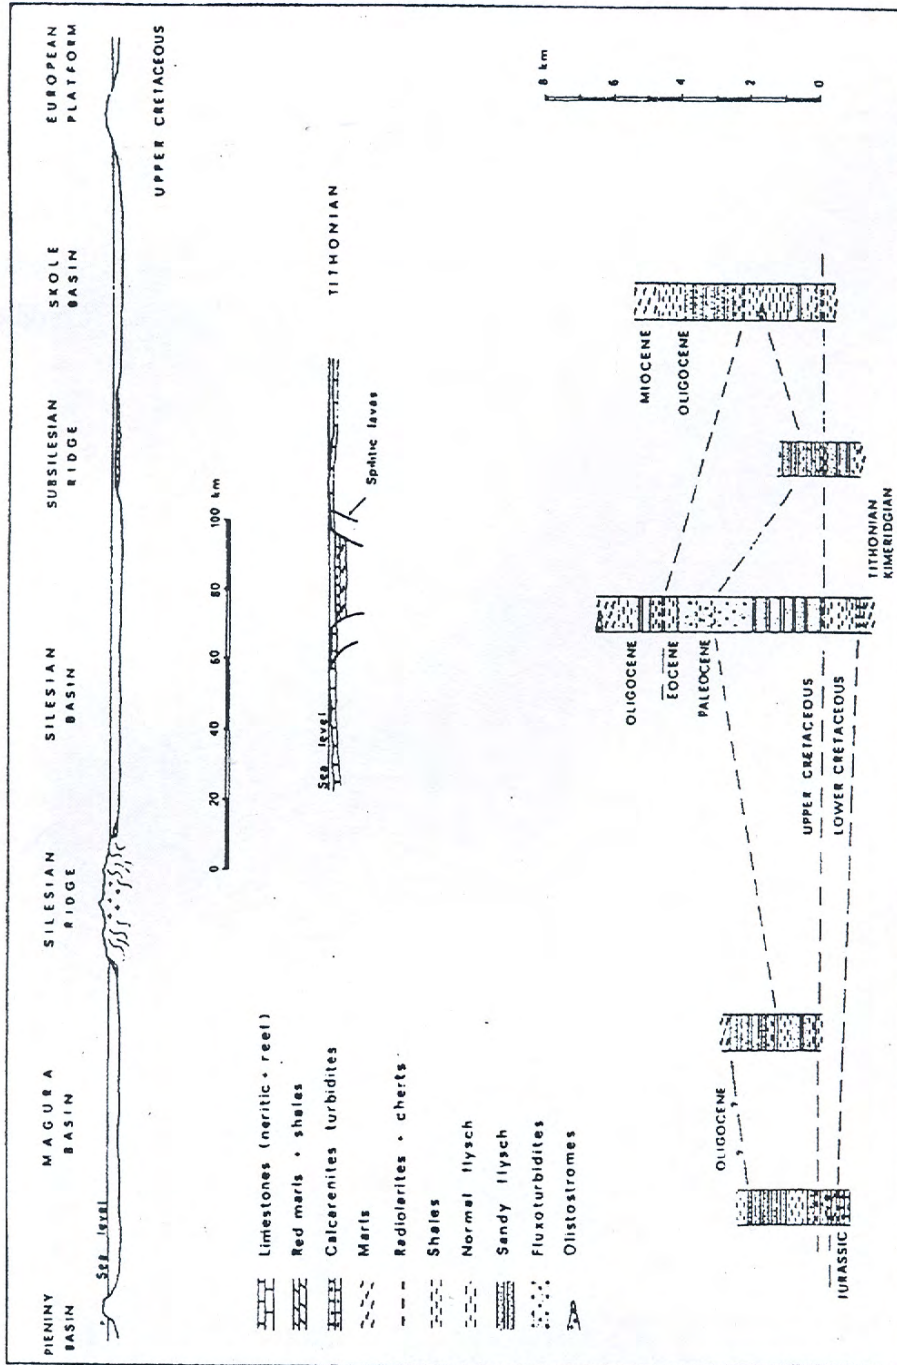 PIENINY
BASIN
MAGURA
BASIN
SILESIAN
RIDGE
SILESIAN
BASIN
SUBSILESIAN
RIDGE
SKOLE
BASIN
EUROPEAN
PLATFORM
Sea level
UPPER CRETACEOUS
0 20 40 60 80 100 km
Sea level
TITHONIAN
Spilitic lavas
Limestones (neritic + reef)
Red marls + shales
Calcarenites (turbidites
Marls
Radiolarites + cherts
Shales
Normal flysch
Sandy flysch
Fluxoturbidites
Olistostromes
OLIGOCENE
? ?
JURASSIC
OLIGOCENE
EOCENE
PALEOCENE
UPPER CRETACEOUS
LOWER CRETACEOUS
MIOCENE
OLIGOCENE
TITHONIAN
KIMERIDGIAN
8 km
6
4
2
0